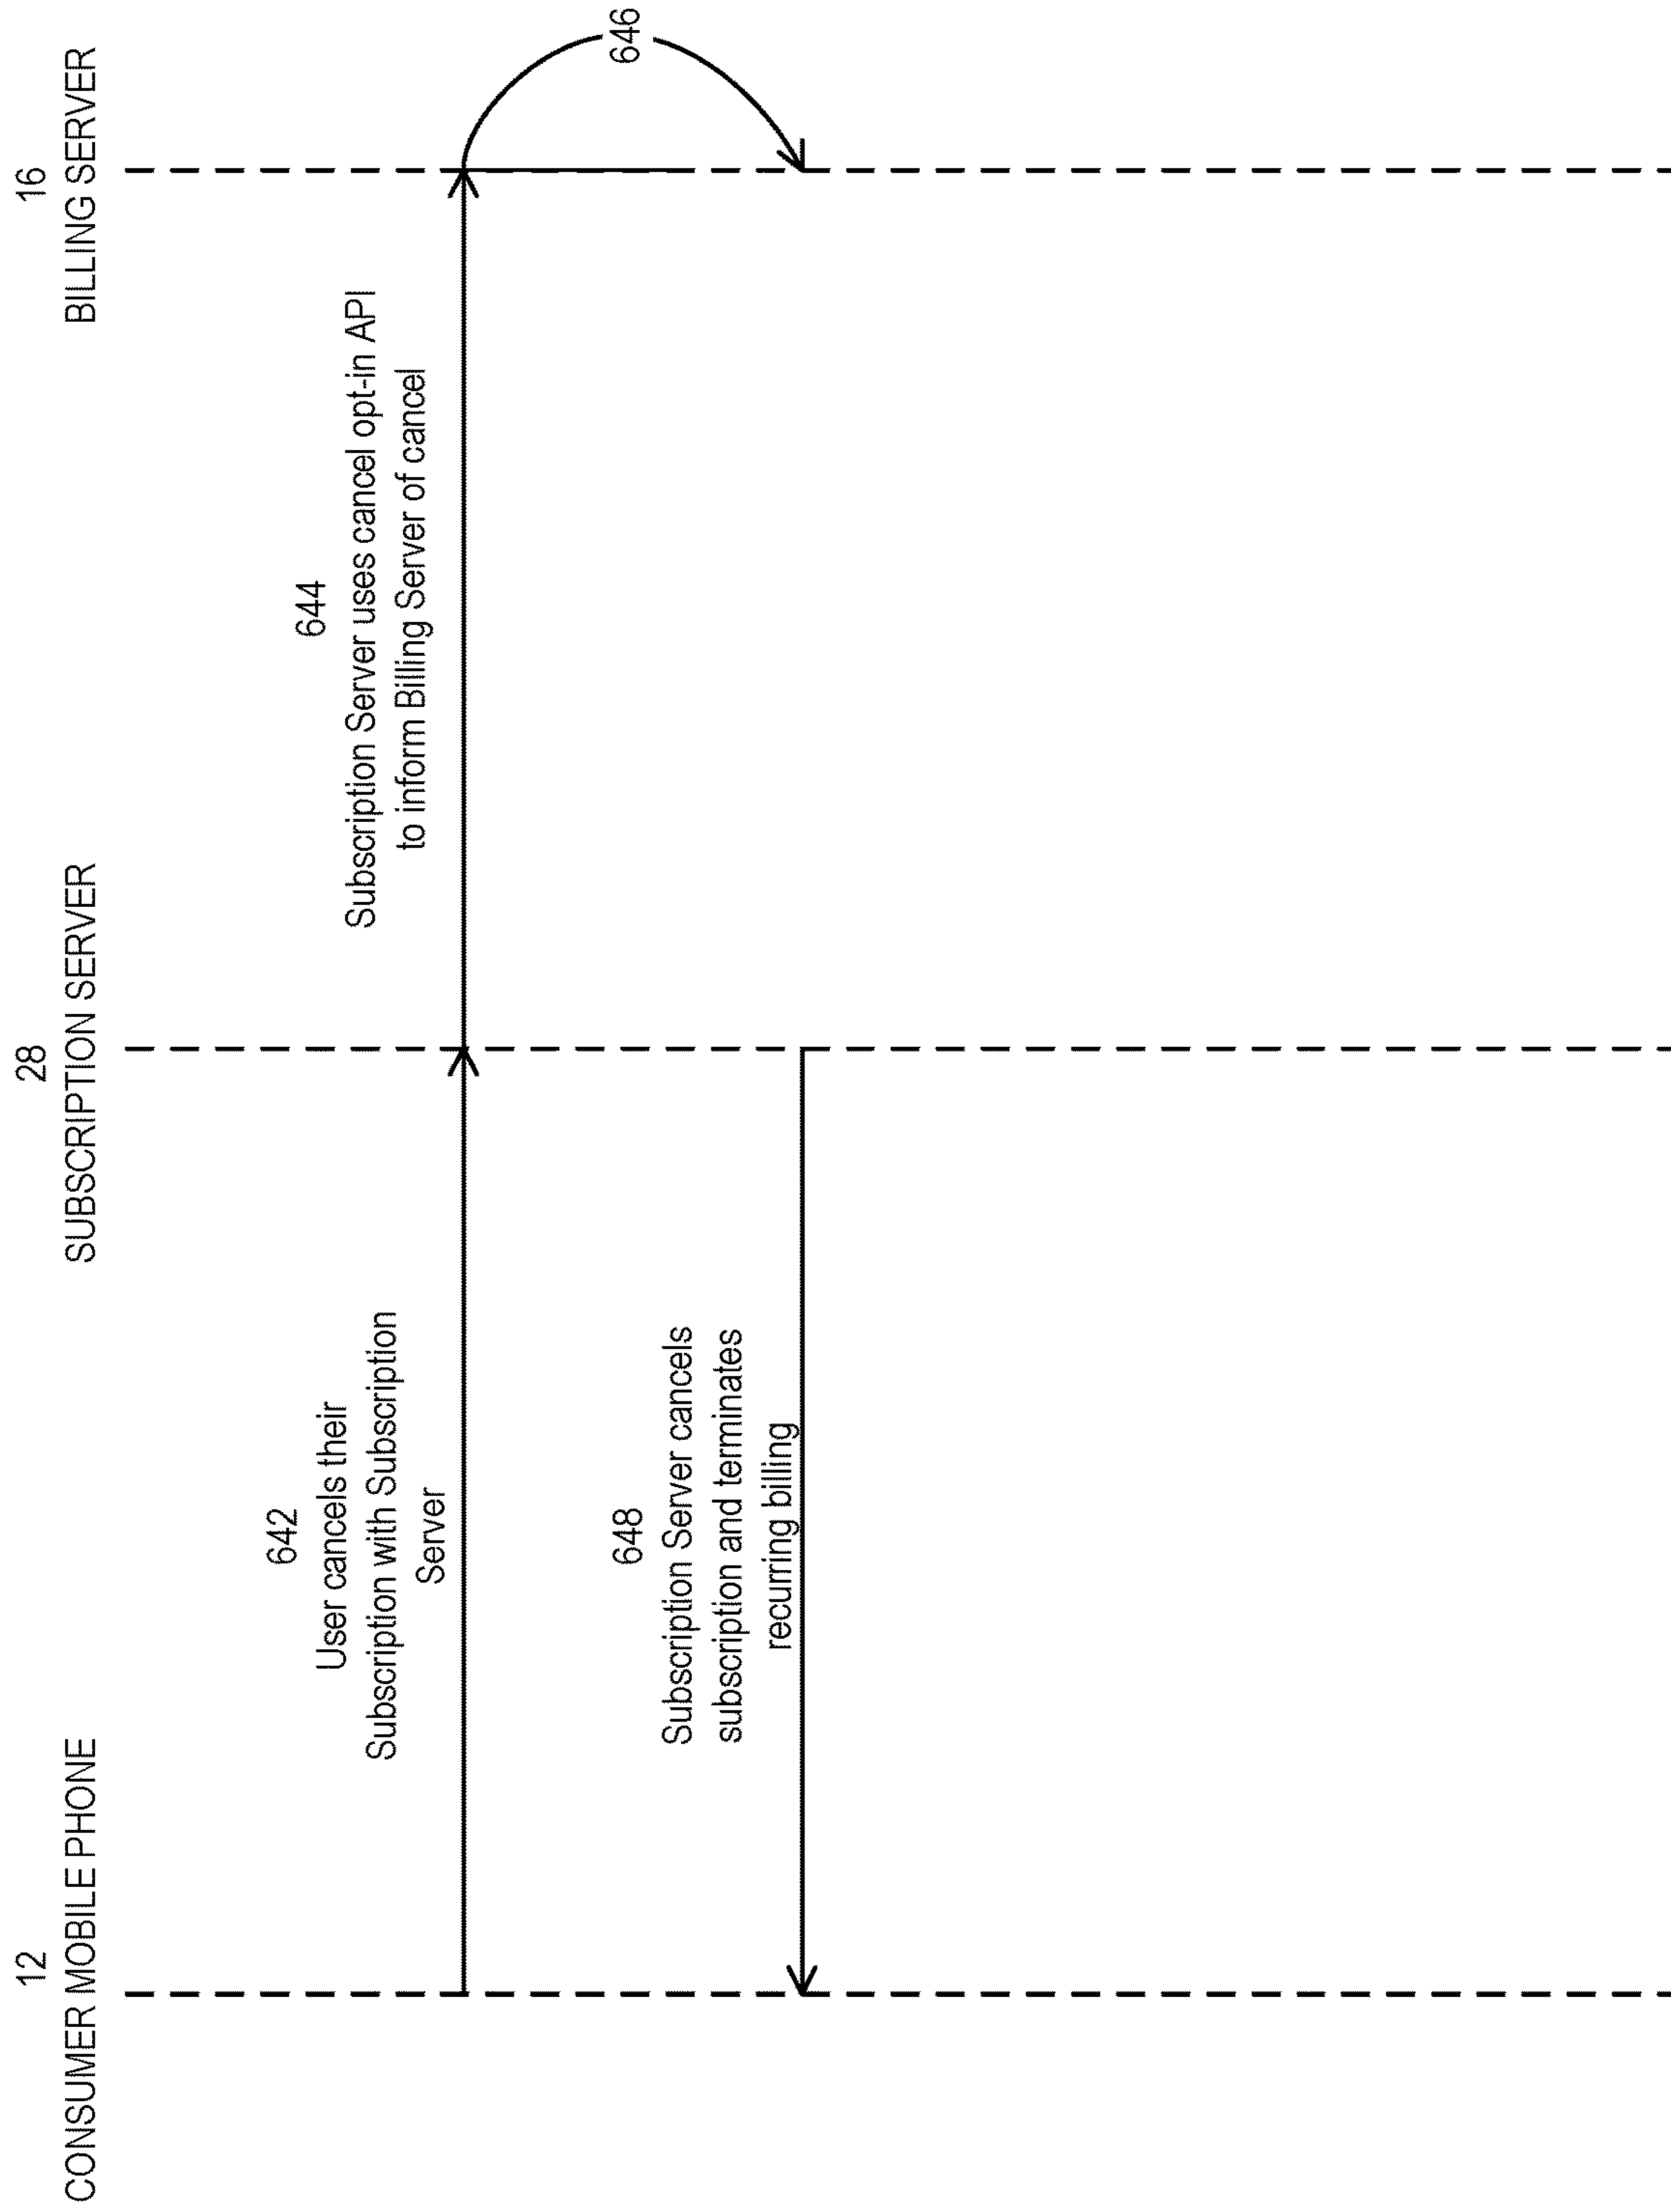 12
CONSUMER MOBILE PHONE
28
SUBSCRIPTION SERVER
16
BILLING SERVER
642
User cancels their
Subscription with Subscription
Server
644
Subscription Server uses cancel opt-in API
to inform Billing Server of cancel
646
648
Subscription Server cancels
subscription and terminates
recurring billing